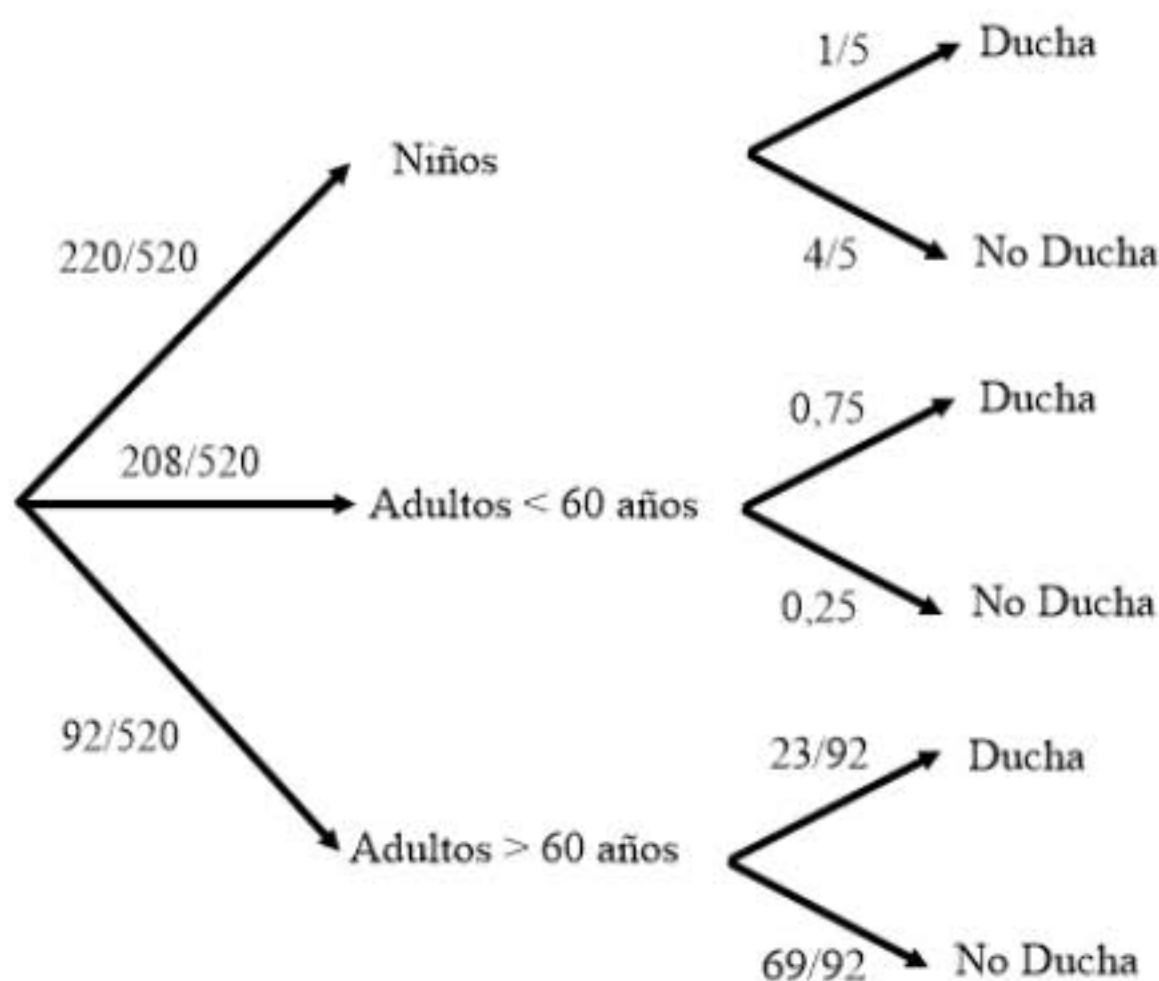 1/5
Ducha
Niños
4/5
No Ducha
220/520
0,75
Ducha
208/520
Adultos < 60 años
0,25
No Ducha
92/520
23/92
Ducha
Adultos > 60 años
69/92
No Ducha